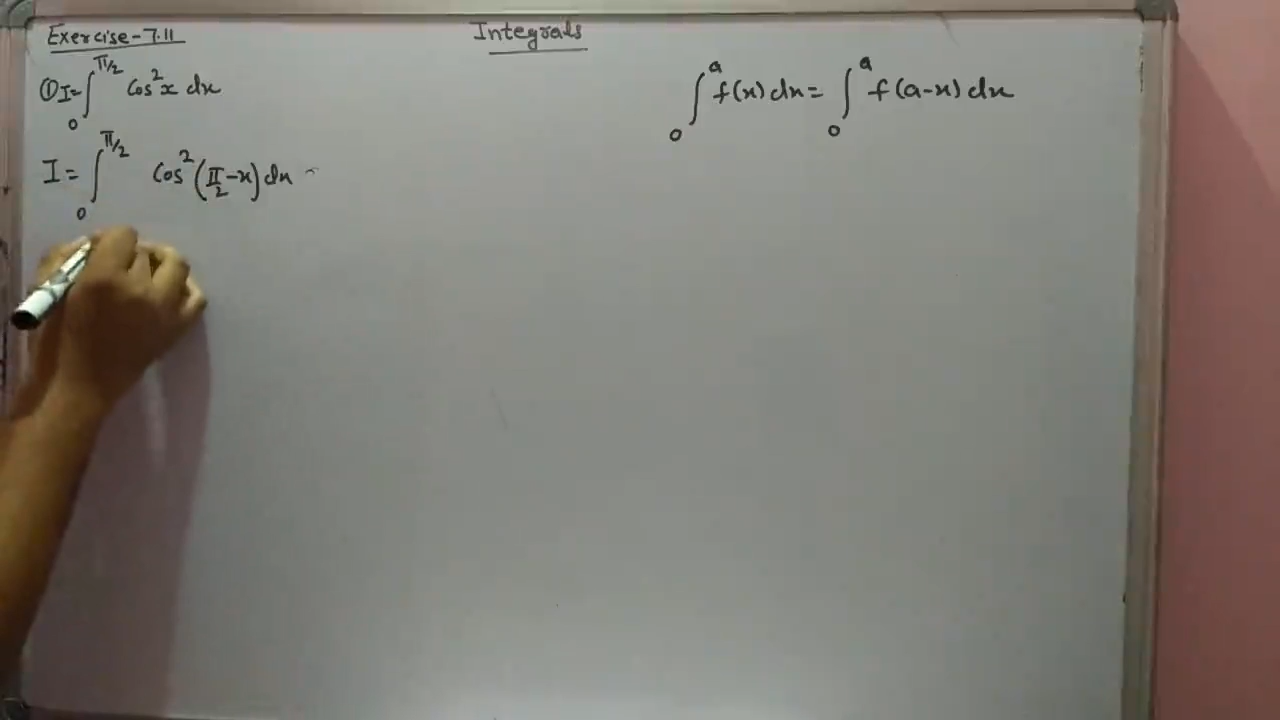 Integrals
Exercise-7.11
① I = ∫₀^π/2 Cos²x dx
I = ∫₀^π/2 Cos²(π/2 - x) dx -
∫₀^a f(x) dx = ∫₀^a f(a-x) dx